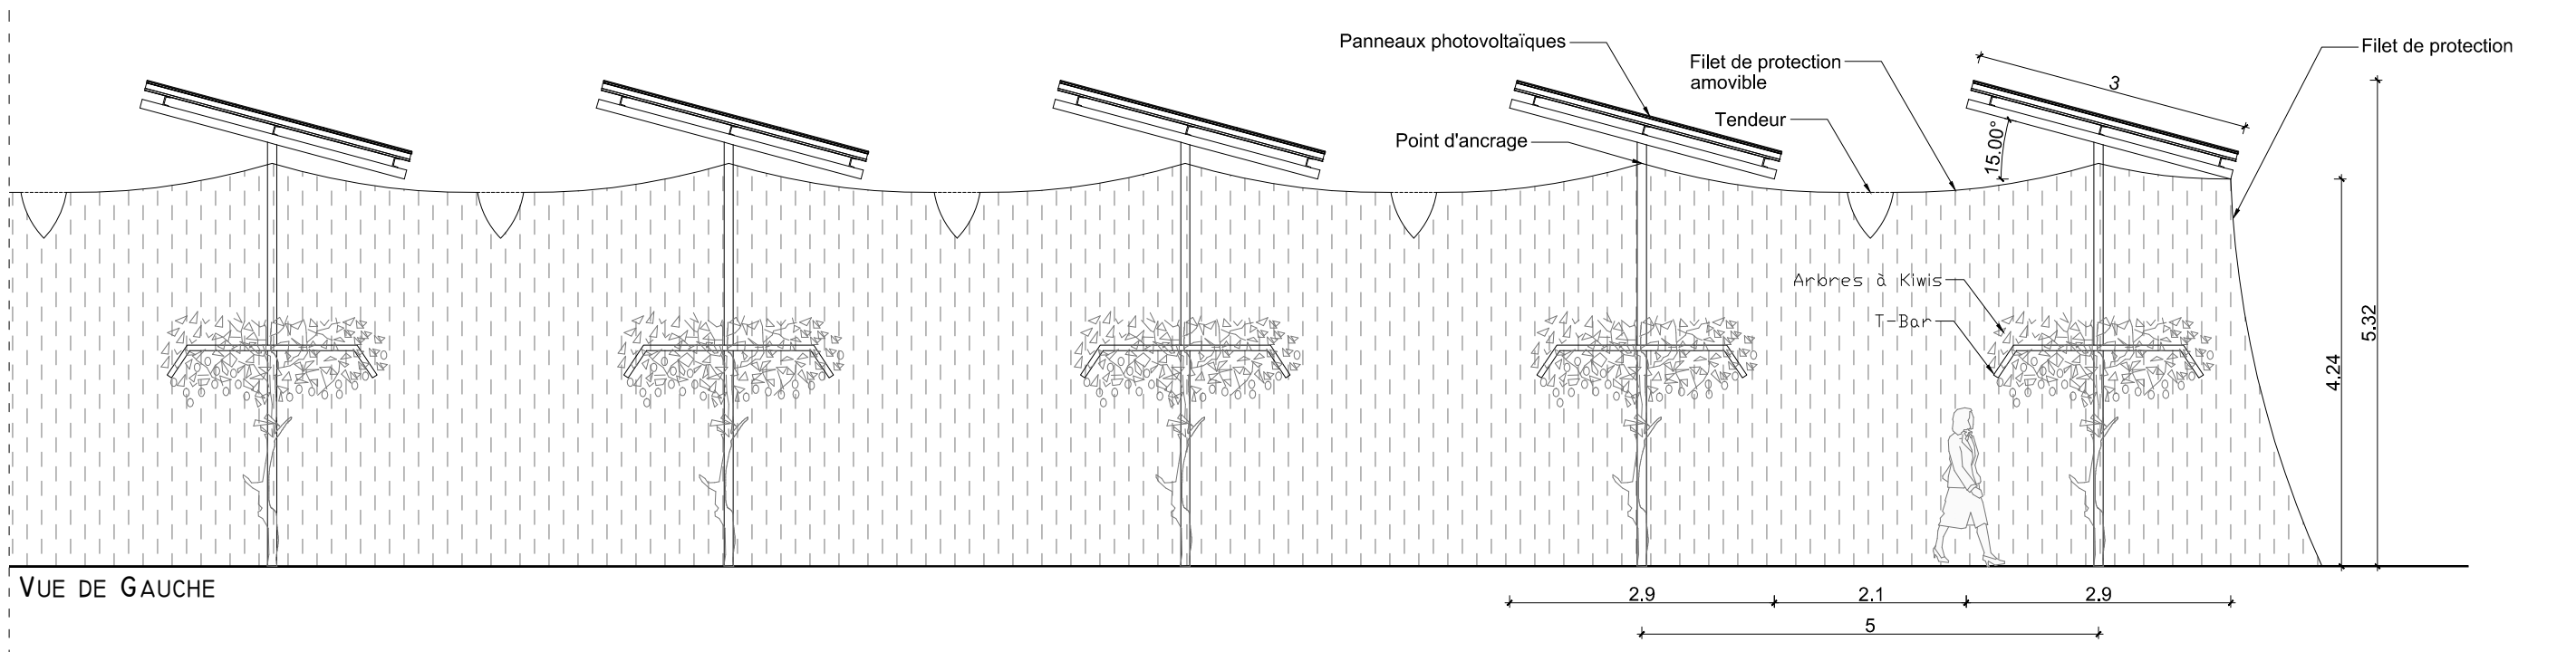 Panneaux photovoltaïques
Filet de protection
amovible
Filet de protection
3
Tendeur
Point d'ancrage
15.00°
Arbres à Kiwis
T-Bar
5.32
4.24
VUE DE GAUCHE
2.9
2.1
2.9
5